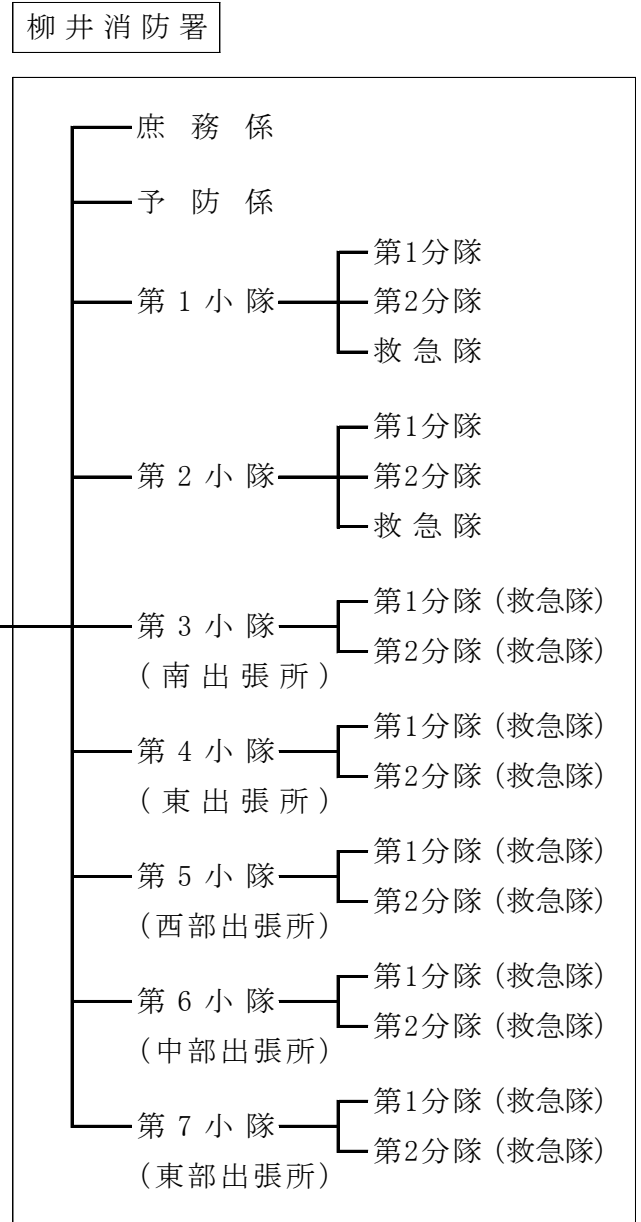 柳井消防署
庶務係
予防係
第1小隊
第1分隊
第2分隊
救急隊
第2小隊
第1分隊
第2分隊
救急隊
第3小隊
(南出張所)
第1分隊(救急隊)
第2分隊(救急隊)
第4小隊
(東出張所)
第1分隊(救急隊)
第2分隊(救急隊)
第5小隊
(西部出張所)
第1分隊(救急隊)
第2分隊(救急隊)
第6小隊
(中部出張所)
第1分隊(救急隊)
第2分隊(救急隊)
第7小隊
(東部出張所)
第1分隊(救急隊)
第2分隊(救急隊)